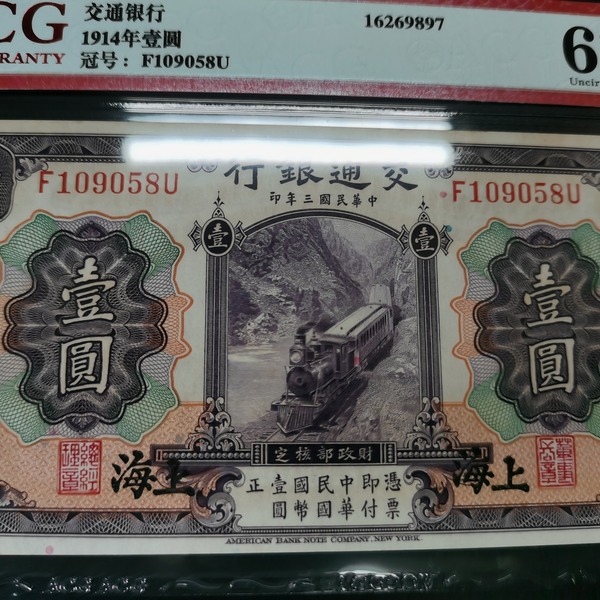 CG
RRANTY
交通银行
1914年壹圆
冠号: F109058U
16269897
6
Uncir
交通銀行
F109058U
F109058U
中華民國三年印
壹
壹
壹圓
壹圓
財政部核定
上海
上海
憑票即付中華民國國幣壹圓正
AMERICAN BANK NOTE COMPANY, NEW YORK.